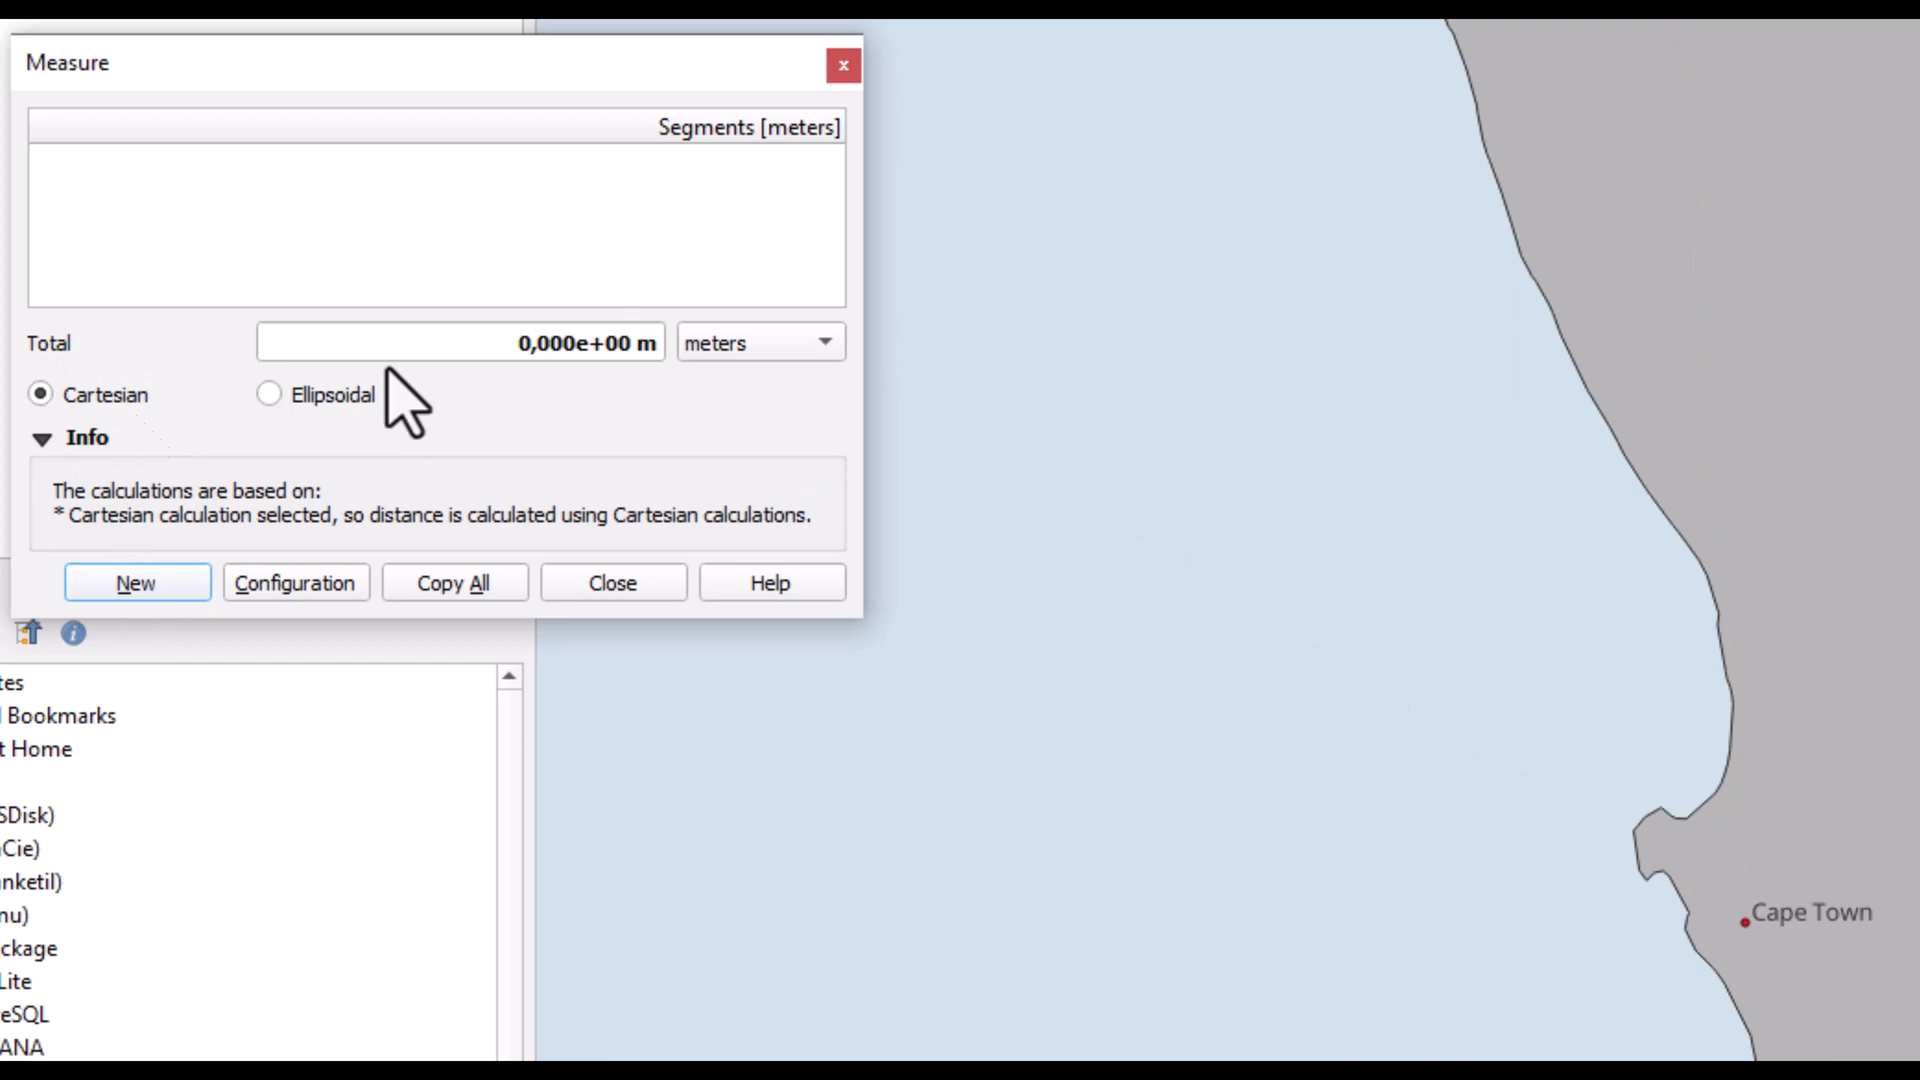 Measure
x
Segments [meters]
Total
0,000e+00 m
meters
Cartesian
Ellipsoidal
Info
The calculations are based on:
* Cartesian calculation selected, so distance is calculated using Cartesian calculations.
New
Configuration
Copy All
Close
Help
tes
Bookmarks
t Home
SDisk)
Cie)
nketil)
nu)
ckage
Lite
eSQL
ANA
Cape Town